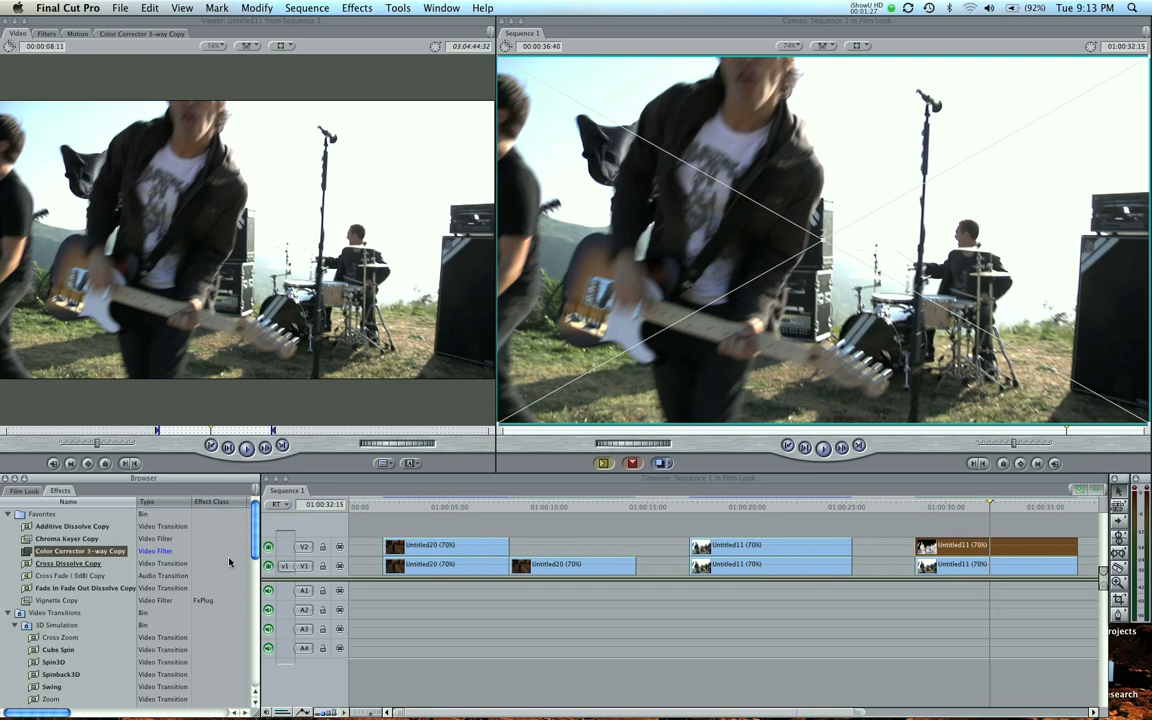 Final Cut Pro File Edit View Mark Modify Sequence Effects Tools Window Help
iShowU HD
00:01:27
(92%) Tue 9:13 PM
Viewer: Untitled11 from Sequence 1
Canvas: Sequence 1 in Film Look
Video Filters Motion Color Corrector 3-way Copy
Sequence 1
00:00:08:11
56%
03:04:44:32
00:00:36:40
74%
01:00:32:15
Browser
Timeline: Sequence 1 in Film Look
Film Look Effects
Sequence 1
Name Type Effect Class
RT 01:00:32:15
00:00 01:00:05:00 01:00:10:00 01:00:15:00 01:00:20:00 01:00:25:00 01:00:30:00 01:00:35:00
Favorites Bin
Additive Dissolve Copy Video Transition
Chroma Keyer Copy Video Filter
Color Corrector 3-way Copy Video Filter
Cross Dissolve Copy Video Transition
Cross Fade ( 0dB) Copy Audio Transition
Fade In Fade Out Dissolve Copy Video Transition
Vignette Copy Video Filter FxPlug
Video Transitions Bin
3D Simulation Bin
Cross Zoom Video Transition
Cube Spin Video Transition
Spin3D Video Transition
Spinback3D Video Transition
Swing Video Transition
Zoom Video Transition
V2 Untitled20 (70%) Untitled11 (70%) Untitled11 (70%)
v1 V1 Untitled20 (70%) Untitled20 (70%) Untitled11 (70%) Untitled11 (70%)
A1
A2
A3
A4
rojects
search